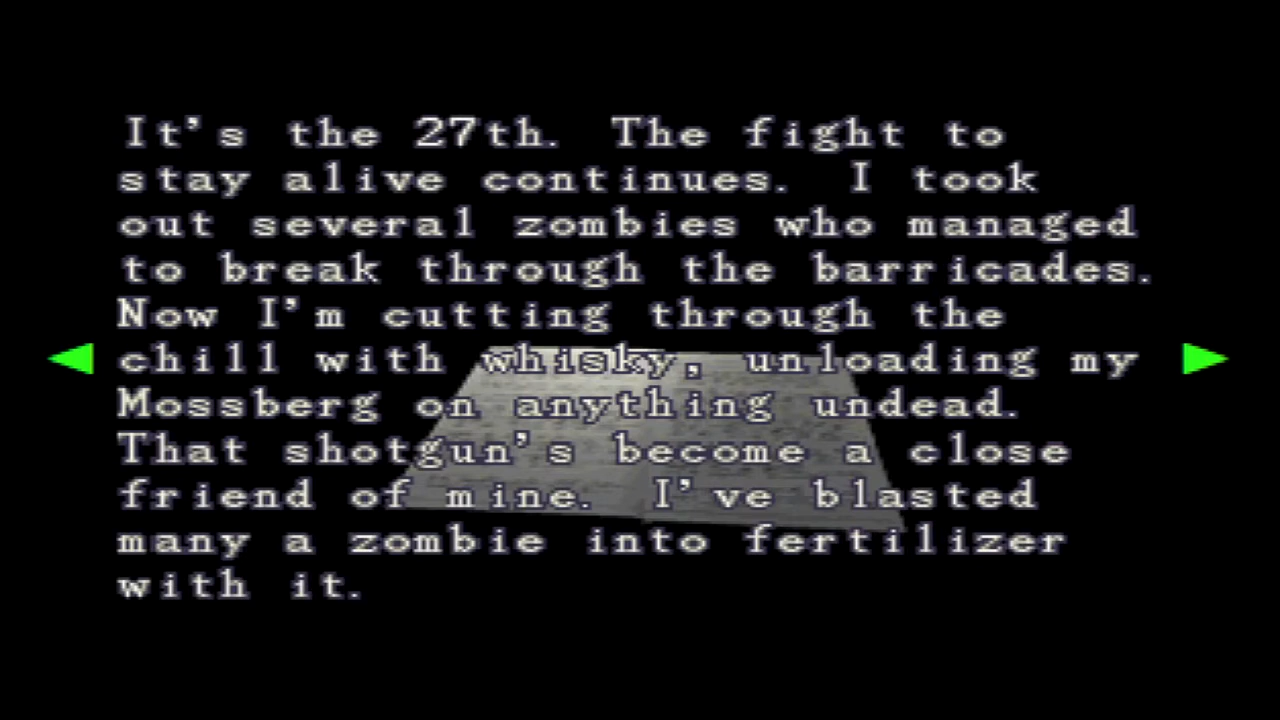 It's the 27th. The fight to
stay alive continues. I took
out several zombies who managed
to break through the barricades.
Now I'm cutting through the
chill with whisky, unloading my
Mossberg on anything undead.
That shotgun's become a close
friend of mine. I've blasted
many a zombie into fertilizer
with it.